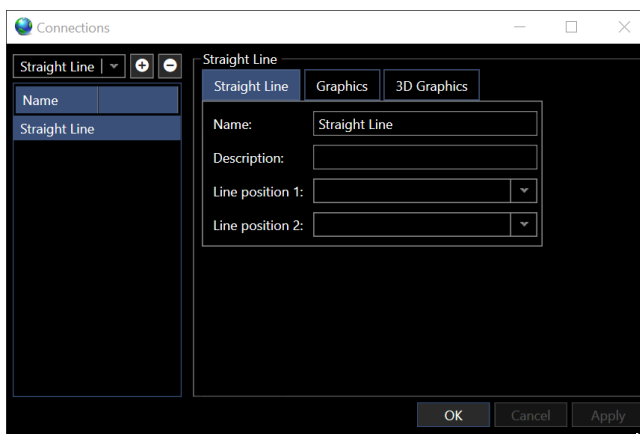 Connections
Straight Line
Name
Straight Line
Straight Line
Straight Line Graphics 3D Graphics
Name: Straight Line
Description:
Line position 1:
Line position 2:
OK Cancel Apply